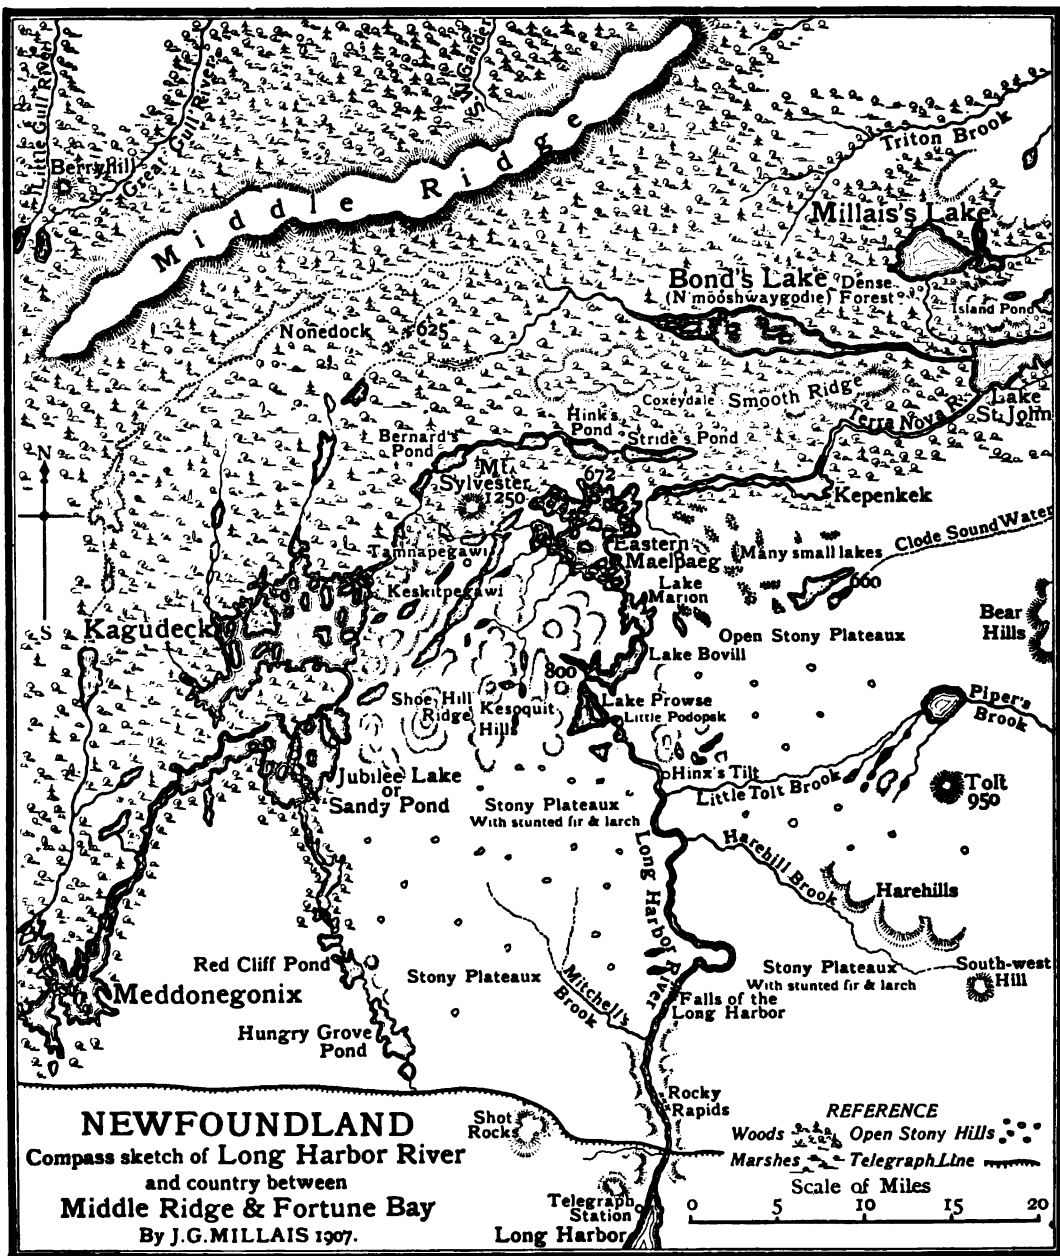 Little Gull River
Great Gull River
S.W. Gander
Berryhill
Middle Ridge
Triton Brook
Millais's Lake
Bond's Lake
(N'mooshwaygodie)
Dense
Forest
Island Pond
Nonedock
625
Coxeydale
Smooth Ridge
Terra Nova R.
Lake
St. John
Hink's
Pond
Stride's Pond
Bernard's
Pond
N
S
Mt.
Sylvester
1250
672
Kepenkek
Tamnapegawi
Keskitpegawi
Eastern
Maelpaeg
Many small lakes
Clode Sound Water
660
Lake
Marion
Kagudeck
Open Stony Plateaux
Bear
Hills
Lake Bovill
800
Shoe Hill
Ridge
Kesoquit
Hills
Lake Prowse
Little Podopsk
Piper's
Brook
Jubilee Lake
or
Sandy Pond
Hinx's Tilt
Little Tolt Brook
Tolt
950
Stony Plateaux
With stunted fir & larch
Long Harbor River
Harehill Brook
Harehills
Red Cliff Pond
Stony Plateaux
Mitchell's
Brook
Stony Plateaux
With stunted fir & larch
South-west
Hill
Meddonegonix
Falls of the
Long Harbor
Hungry Grove
Pond
Rocky
Rapids
Shot
Rocks
NEWFOUNDLAND
Compass sketch of Long Harbor River
and country between
Middle Ridge & Fortune Bay
By J.G. MILLAIS 1907.
Telegraph
Station
Long Harbor
REFERENCE
Woods Open Stony Hills
Marshes Telegraph Line
Scale of Miles
0 5 10 15 20